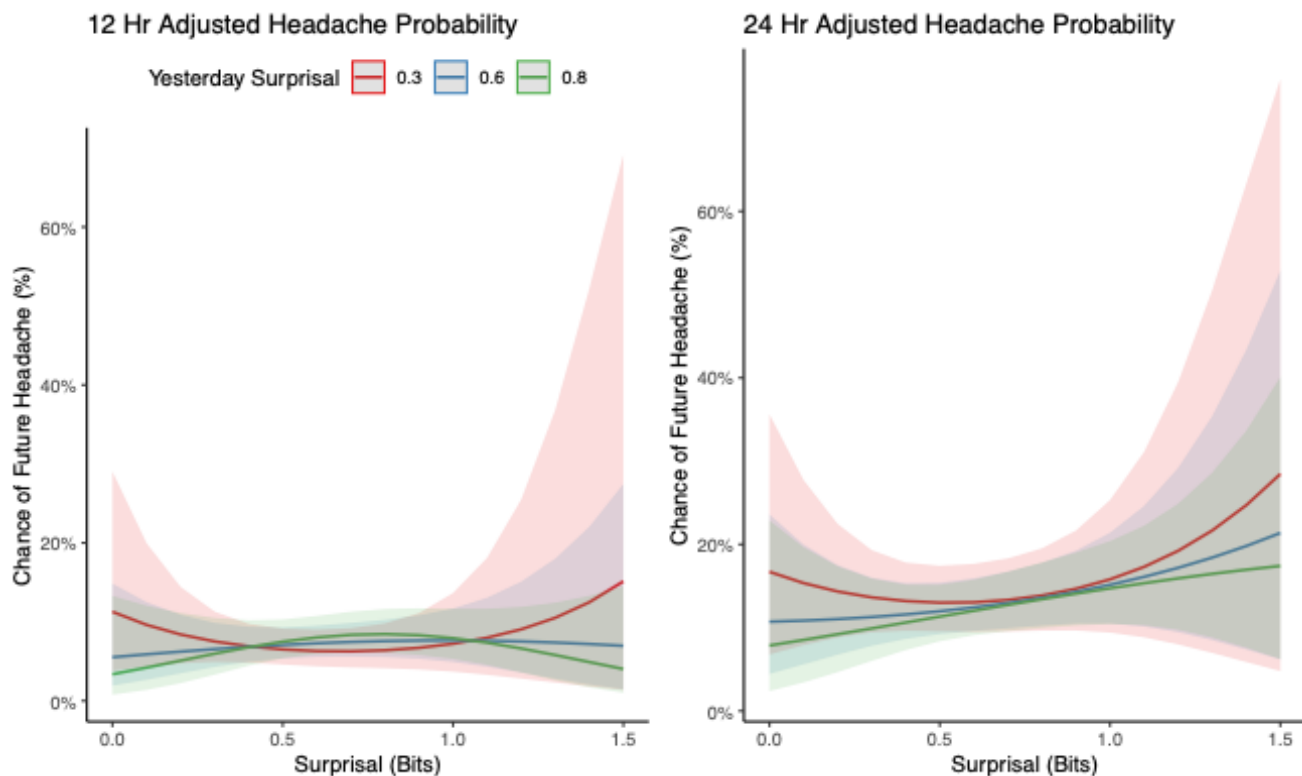 12 Hr Adjusted Headache Probability
24 Hr Adjusted Headache Probability
Yesterday Surprisal 0.3 0.6 0.8
Chance of Future Headache (%)
60%
40%
20%
0%
0.0 0.5 1.0 1.5
Surprisal (Bits)
Chance of Future Headache (%)
60%
40%
20%
0%
0.0 0.5 1.0 1.5
Surprisal (Bits)